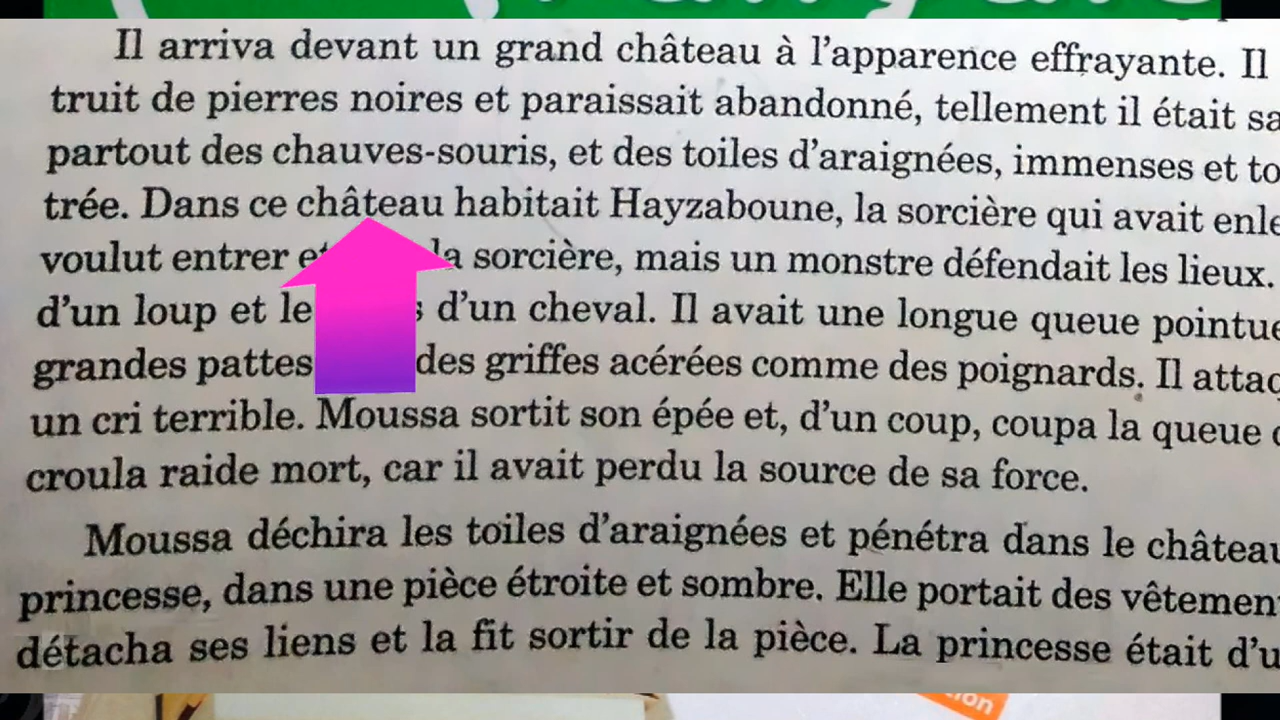 Il arriva devant un grand château à l'apparence effrayante. Il
truit de pierres noires et paraissait abandonné, tellement il était sa
partout des chauves-souris, et des toiles d'araignées, immenses et to
trée. Dans ce château habitait Hayzaboune, la sorcière qui avait enle
voulut entrer la sorcière, mais un monstre défendait les lieux.
d'un loup et d'un cheval. Il avait une longue queue pointue
grandes pattes des griffes acérées comme des poignards. Il attaq
un cri terrible. Moussa sortit son épée et, d'un coup, coupa la queue
croula raide mort, car il avait perdu la source de sa force.
Moussa déchira les toiles d'araignées et pénétra dans le château
princesse, dans une pièce étroite et sombre. Elle portait des vêtemen
détacha ses liens et la fit sortir de la pièce. La princesse était d'u